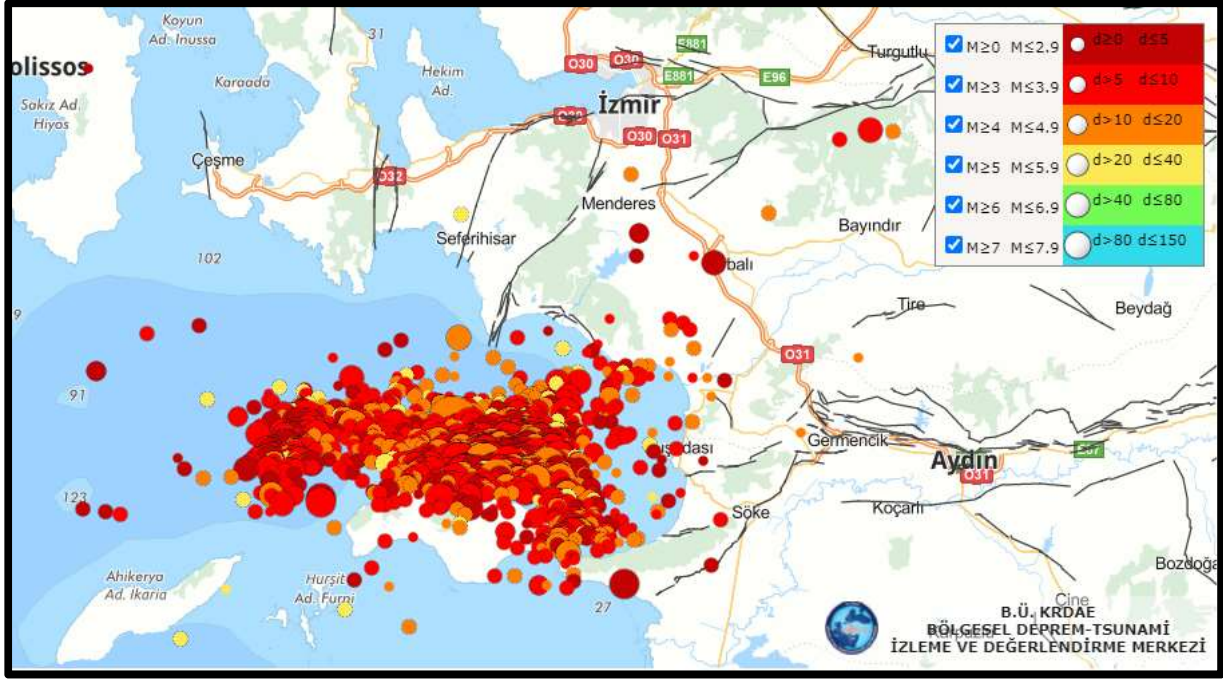 Koyun
Ad. Inussa
31
Hekim
Ad.
E881
O30
O30
E881
E96
Turgutlu
olissos
Karaada
İzmir
Sakız Ad.
Hiyos
O30
O31
Çeşme
O32
Menderes
Bayındır
Seferihisar
102
balı
Tire
Beydağ
9
O31
91
Germencik
Aydın
E87
O31
123
Söke
Koçarlı
Ahikerya
Ad. Ikaria
Hurşit
Ad. Furni
27
Bozdoğa
Çine
M≥0 M≤2.9 d≥0 d≤5
M≥3 M≤3.9 d>5 d≤10
M≥4 M≤4.9 d>10 d≤20
M≥5 M≤5.9 d>20 d≤40
M≥6 M≤6.9 d>40 d≤80
M≥7 M≤7.9 d>80 d≤150
B.Ü. KRDAE
BÖLGESEL DEPREM-TSUNAMİ
İZLEME VE DEĞERLENDİRME MERKEZİ